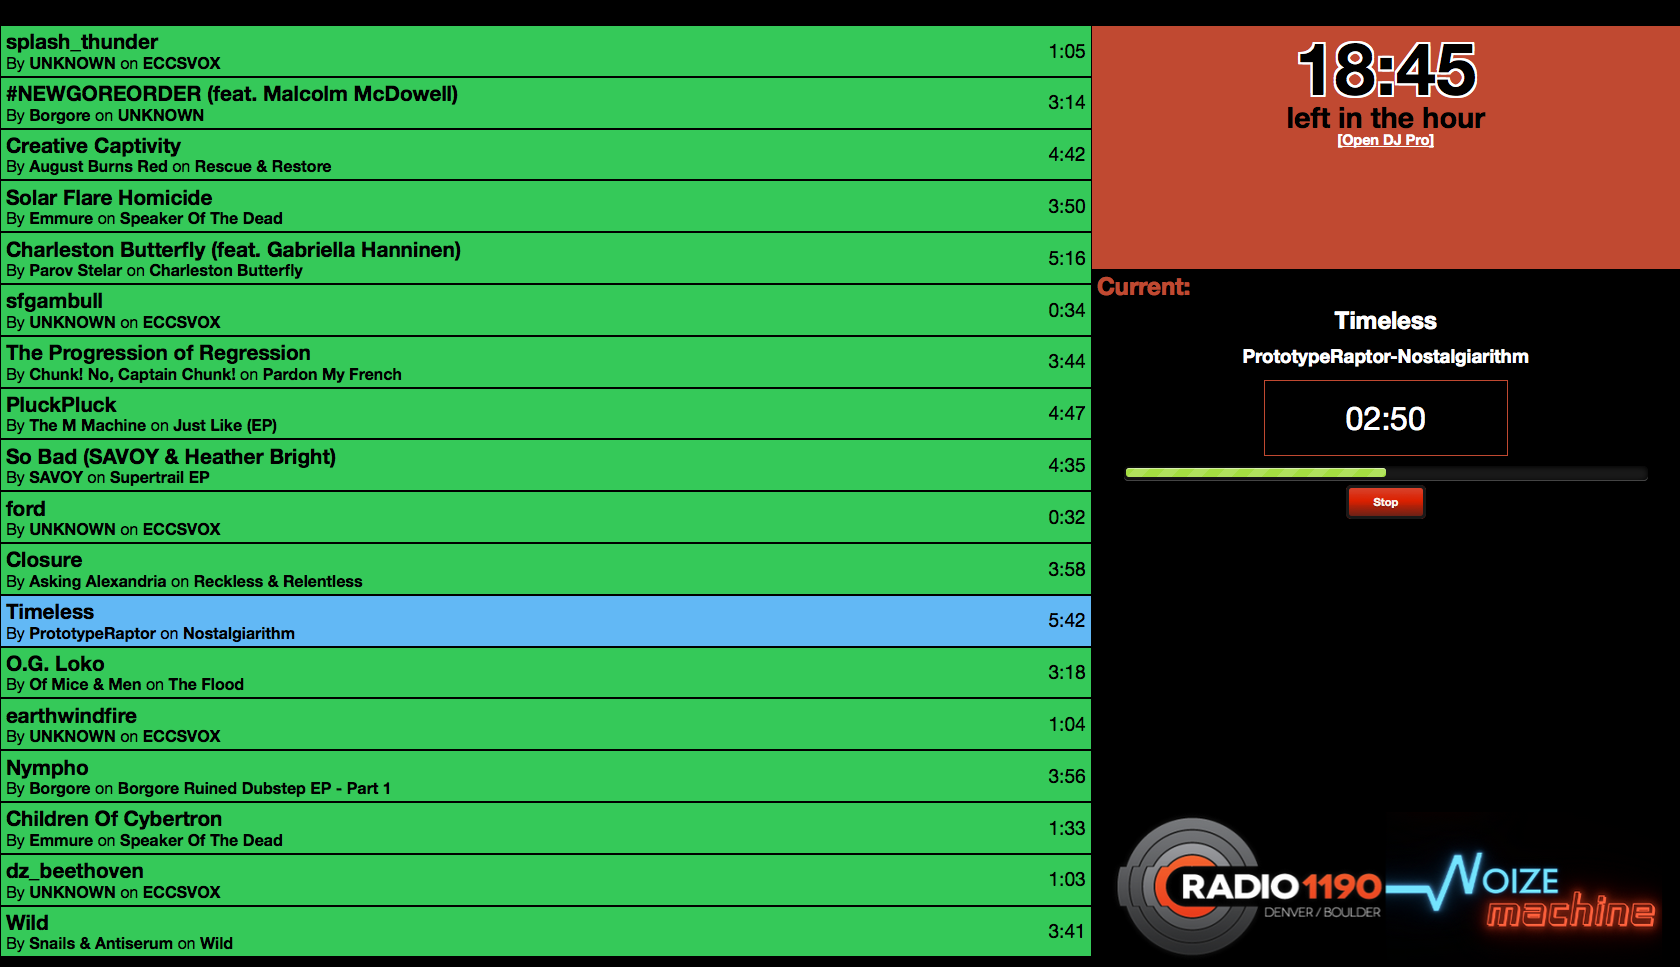 splash_thunder
1:05
By UNKNOWN on ECCSVOX
#NEWGOREORDER (feat. Malcolm McDowell)
3:14
By Borgore on UNKNOWN
Creative Captivity
4:42
By August Burns Red on Rescue & Restore
Solar Flare Homicide
3:50
By Emmure on Speaker Of The Dead
Charleston Butterfly (feat. Gabriella Hanninen)
5:16
By Parov Stelar on Charleston Butterfly
sfgambull
0:34
By UNKNOWN on ECCSVOX
The Progression of Regression
3:44
By Chunk! No, Captain Chunk! on Pardon My French
PluckPluck
4:47
By The M Machine on Just Like (EP)
So Bad (SAVOY & Heather Bright)
4:35
By SAVOY on Supertrail EP
ford
0:32
By UNKNOWN on ECCSVOX
Closure
3:58
By Asking Alexandria on Reckless & Relentless
Timeless
5:42
By PrototypeRaptor on Nostalgiarithm
O.G. Loko
3:18
By Of Mice & Men on The Flood
earthwindfire
1:04
By UNKNOWN on ECCSVOX
Nympho
3:56
By Borgore on Borgore Ruined Dubstep EP - Part 1
Children Of Cybertron
1:33
By Emmure on Speaker Of The Dead
dz_beethoven
1:03
By UNKNOWN on ECCSVOX
Wild
3:41
By Snails & Antiserum on Wild
18:45
left in the hour
[Open DJ Pro]
Current:
Timeless
PrototypeRaptor-Nostalgiarithm
02:50
Stop
RADIO 1190
DENVER / BOULDER
NOIZE
machine